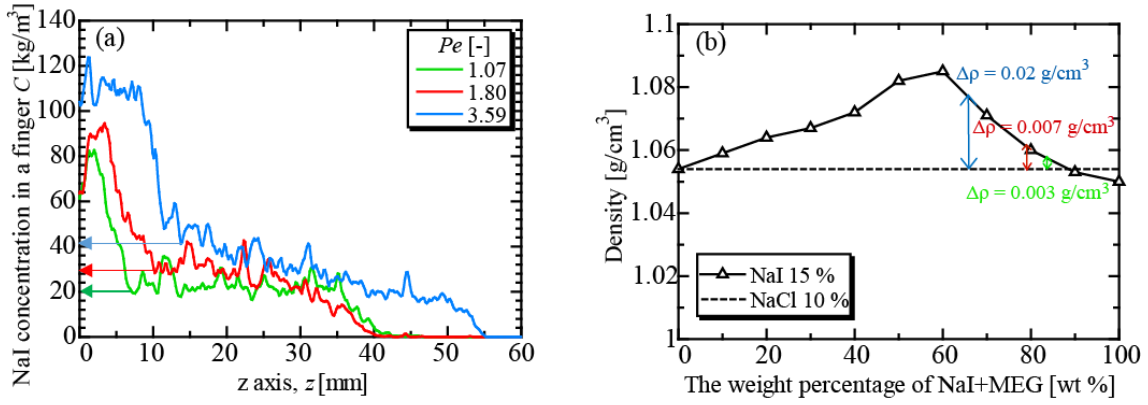 (a)
NaI concentration in a finger C [kg/m³]
140
120
100
80
60
40
20
0
Pe [-]
1.07
1.80
3.59
0 10 20 30 40 50 60
z axis, z [mm]
(b)
Density [g/cm³]
1.1
1.08
1.06
1.04
1.02
1
Δρ = 0.02 g/cm³
Δρ = 0.007 g/cm³
Δρ = 0.003 g/cm³
NaI 15 %
NaCl 10 %
0 20 40 60 80 100
The weight percentage of NaI+MEG [wt %]